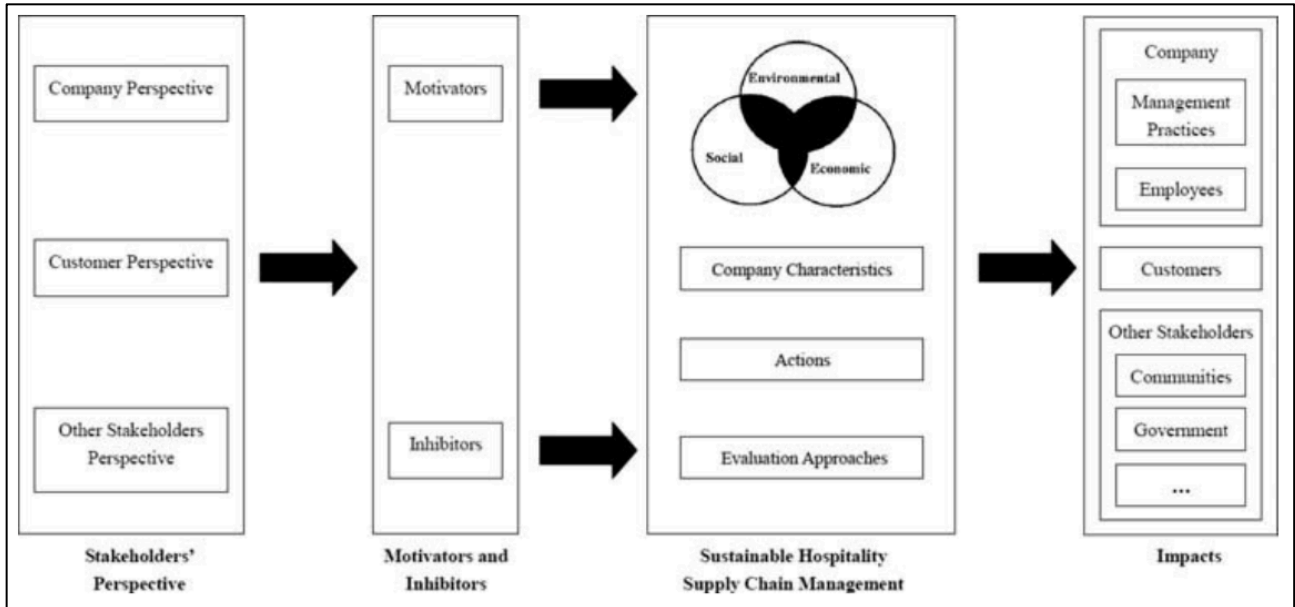 Company Perspective
Customer Perspective
Other Stakeholders
Perspective
Stakeholders'
Perspective
Motivators
Inhibitors
Motivators and
Inhibitors
Environmental
Social
Economic
Company Characteristics
Actions
Evaluation Approaches
Sustainable Hospitality
Supply Chain Management
Company
Management
Practices
Employees
Customers
Other Stakeholders
Communities
Government
...
Impacts